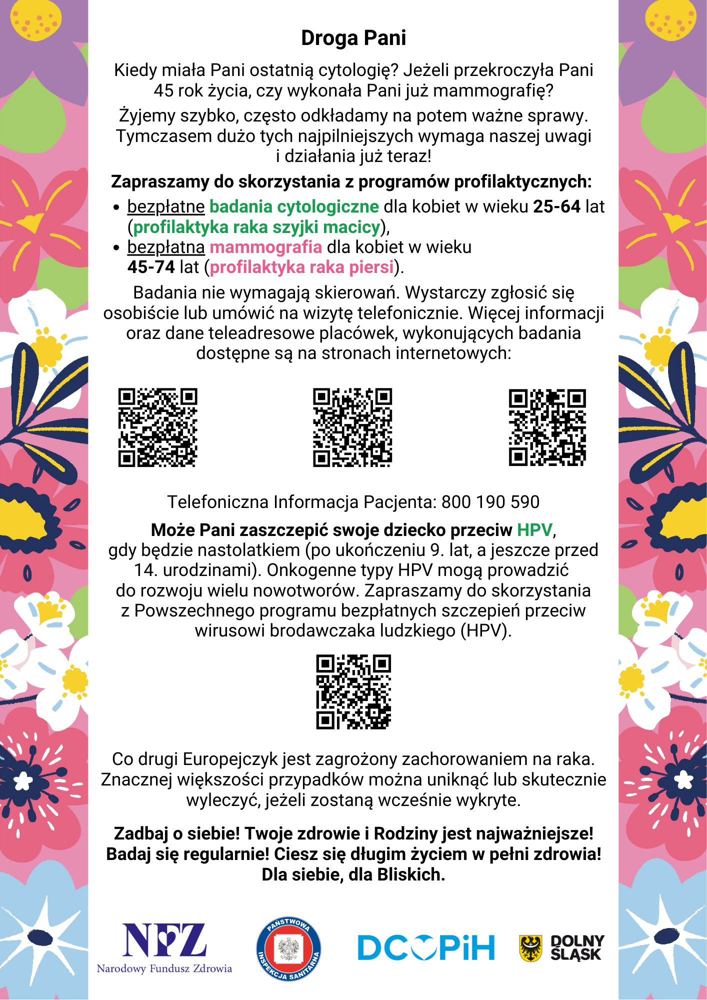 Droga Pani
Kiedy miała Pani ostatnią cytologię? Jeżeli przekroczyła Pani
45 rok życia, czy wykonała Pani już mammografię?
Żyjemy szybko, często odkładamy na potem ważne sprawy.
Tymczasem dużo tych najpilniejszych wymaga naszej uwagi
i działania już teraz!
Zapraszamy do skorzystania z programów profilaktycznych:
• bezpłatne badania cytologiczne dla kobiet w wieku 25-64 lat
(profilaktyka raka szyjki macicy),
• bezpłatna mammografia dla kobiet w wieku
45-74 lat (profilaktyka raka piersi).
Badania nie wymagają skierowań. Wystarczy zgłosić się
osobiście lub umówić na wizytę telefonicznie. Więcej informacji
oraz dane teleadresowe placówek, wykonujących badania
dostępne są na stronach internetowych:
Telefoniczna Informacja Pacjenta: 800 190 590
Może Pani zaszczepić swoje dziecko przeciw HPV,
gdy będzie nastolatkiem (po ukończeniu 9. lat, a jeszcze przed
14. urodzinami). Onkogenne typy HPV mogą prowadzić
do rozwoju wielu nowotworów. Zapraszamy do skorzystania
z Powszechnego programu bezpłatnych szczepień przeciw
wirusowi brodawczaka ludzkiego (HPV).
Co drugi Europejczyk jest zagrożony zachorowaniem na raka.
Znacznej większości przypadków można uniknąć lub skutecznie
wyleczyć, jeżeli zostaną wcześnie wykryte.
Zadbaj o siebie! Twoje zdrowie i Rodziny jest najważniejsze!
Badaj się regularnie! Ciesz się długim życiem w pełni zdrowia!
Dla siebie, dla Bliskich.
NFZ
Narodowy Fundusz Zdrowia
PAŃSTWOWA
INSPEKCJA SANITARNA
DCOPiH
DOLNY
ŚLĄSK